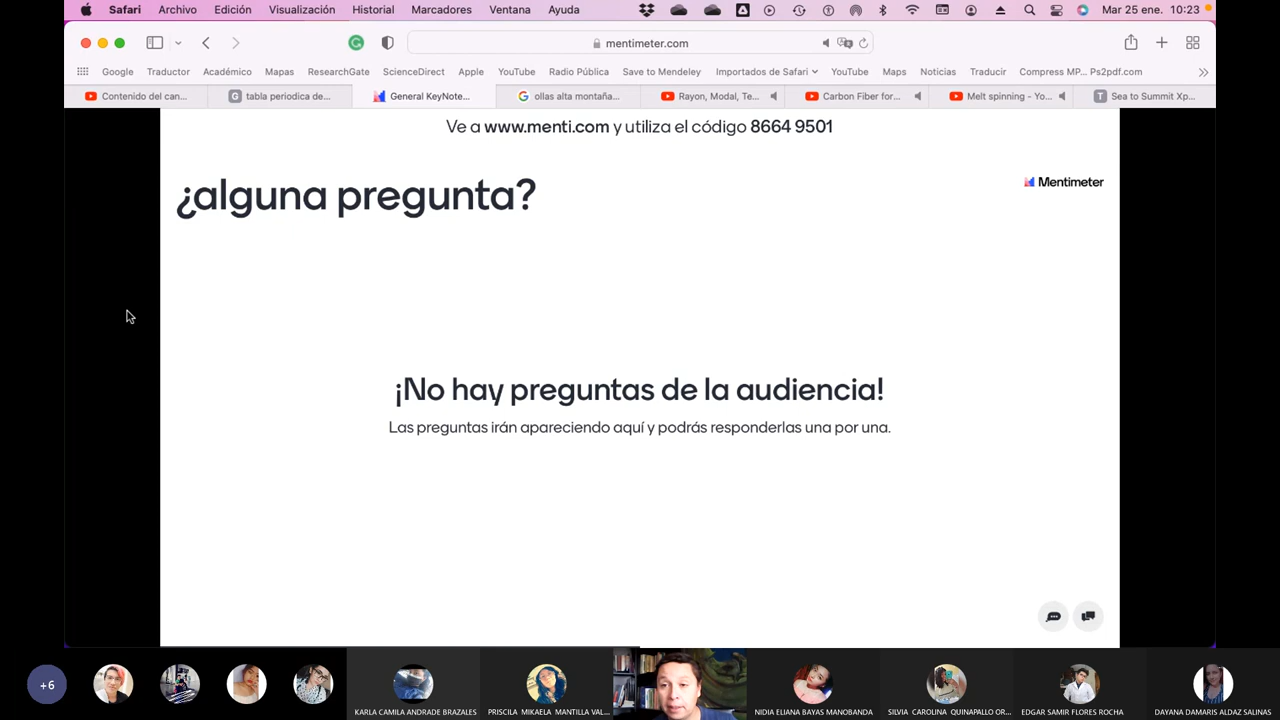 Safari Archivo Edición Visualización Historial Marcadores Ventana Ayuda Mar 25 ene. 10:23
mentimeter.com
Google Traductor Académico Mapas ResearchGate ScienceDirect Apple YouTube Radio Pública Save to Mendeley Importados de Safari YouTube Maps Noticias Traducir Compress MP... Ps2pdf.com
Contenido del can... tabla periodica de... General KeyNote... ollas alta montaña... Rayon, Modal, Te... Carbon Fiber for... Melt spinning - Yo... Sea to Summit Xp...
Ve a www.menti.com y utiliza el código 8664 9501
¿alguna pregunta?
Mentimeter
¡No hay preguntas de la audiencia!
Las preguntas irán apareciendo aquí y podrás responderlas una por una.
+6
KARLA CAMILA ANDRADE BRAZALES PRISCILA MIKAELA MANTILLA VAL... NIDIA ELIANA BAYAS MANOBANDA SILVIA CAROLINA QUINAPALLO OR... EDGAR SAMIR FLORES ROCHA DAYANA DAMARIS ALDAZ SALINAS